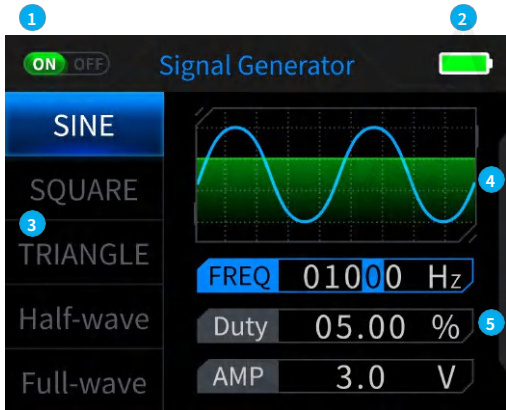 1
2
ON OFF
Signal Generator
SINE
SQUARE
3
TRIANGLE
Half-wave
Full-wave
4
FREQ 01000 Hz
Duty 05.00 %
5
AMP 3.0 V